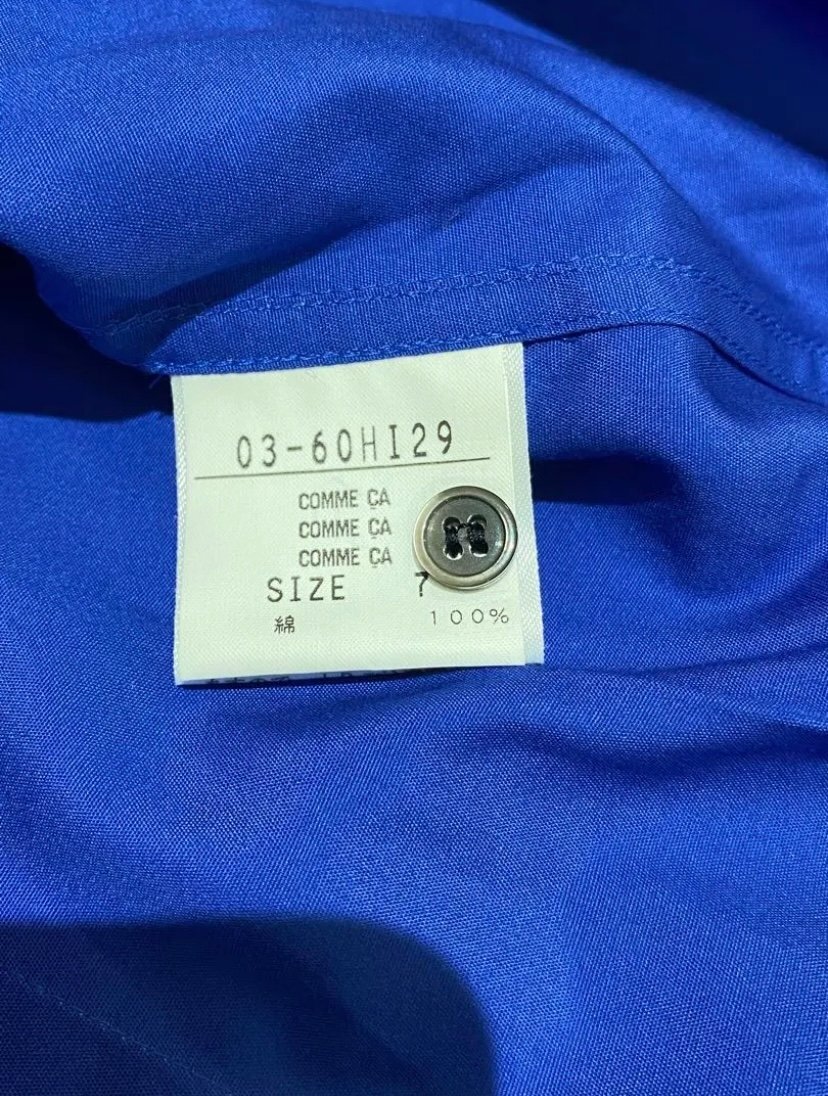 03-60HI29
COMME ÇA
COMME ÇA
COMME ÇA
SIZE 7
綿 100%